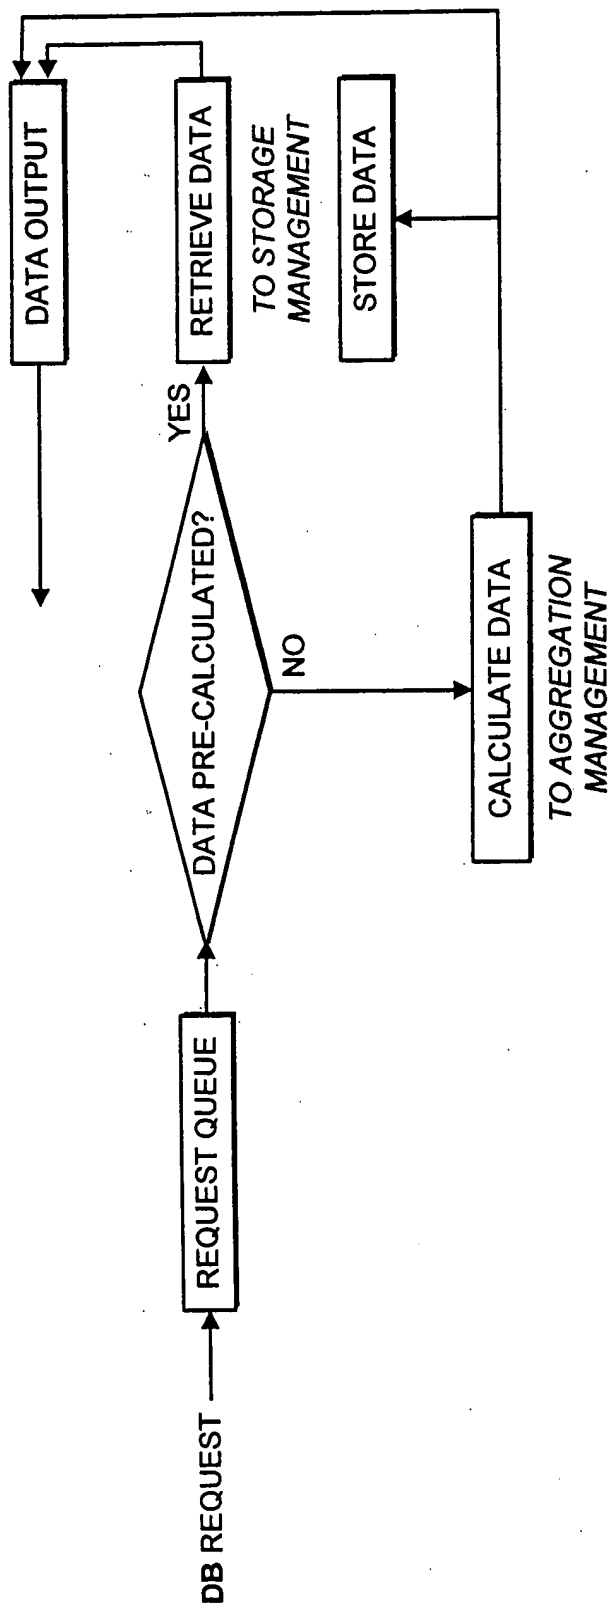 DB REQUEST
REQUEST QUEUE
DATA PRE-CALCULATED?
YES
NO
DATA OUTPUT
RETRIEVE DATA
TO STORAGE
MANAGEMENT
STORE DATA
CALCULATE DATA
TO AGGREGATION
MANAGEMENT